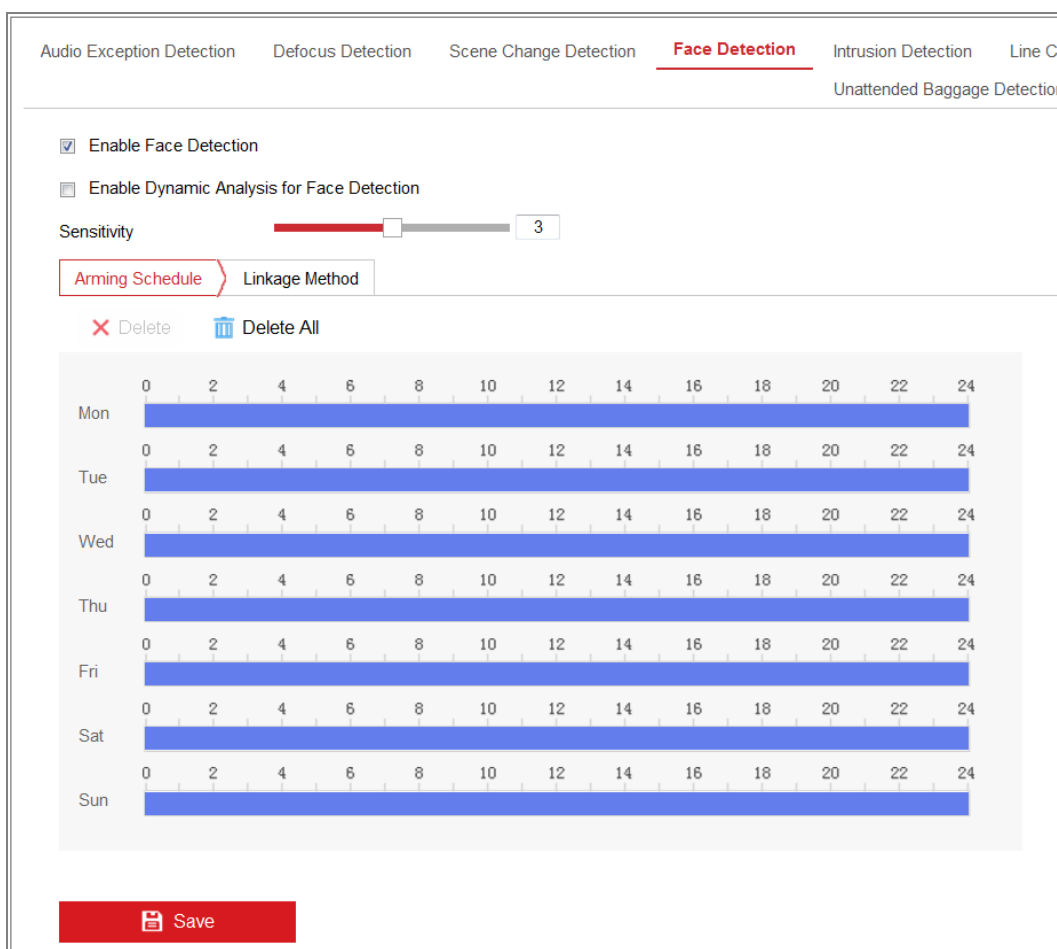 Audio Exception Detection Defocus Detection Scene Change Detection Face Detection Intrusion Detection Line C
Unattended Baggage Detection
Enable Face Detection
Enable Dynamic Analysis for Face Detection
Sensitivity 3
Arming Schedule Linkage Method
Delete Delete All
0 2 4 6 8 10 12 14 16 18 20 22 24
Mon
0 2 4 6 8 10 12 14 16 18 20 22 24
Tue
0 2 4 6 8 10 12 14 16 18 20 22 24
Wed
0 2 4 6 8 10 12 14 16 18 20 22 24
Thu
0 2 4 6 8 10 12 14 16 18 20 22 24
Fri
0 2 4 6 8 10 12 14 16 18 20 22 24
Sat
0 2 4 6 8 10 12 14 16 18 20 22 24
Sun
Save